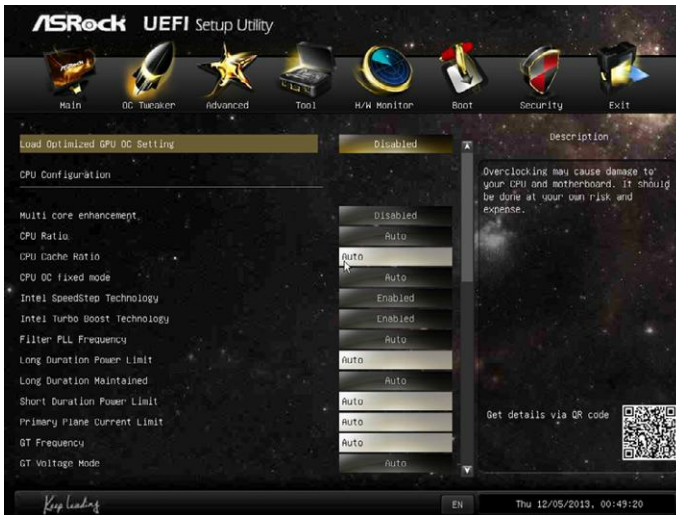 ASRock UEFI Setup Utility
Main OC Tweaker Advanced Tool H/W Monitor Boot Security Exit
Load Optimized GPU OC Setting Disabled
Description
CPU Configuration
Overclocking may cause damage to
your CPU and motherboard. It should
be done at your own risk and
expense.
Multi core enhancement Disabled
CPU Ratio Auto
CPU Cache Ratio Auto
CPU OC fixed mode Auto
Intel SpeedStep Technology Enabled
Intel Turbo Boost Technology Enabled
Filter PLL Frequency Auto
Long Duration Power Limit Auto
Long Duration Maintained Auto
Short Duration Power Limit Auto
Primary Plane Current Limit Auto
GT Frequency Auto
GT Voltage Mode Auto
Get details via QR code
Keep Leading
EN
Thu 12/05/2013, 00:49:20